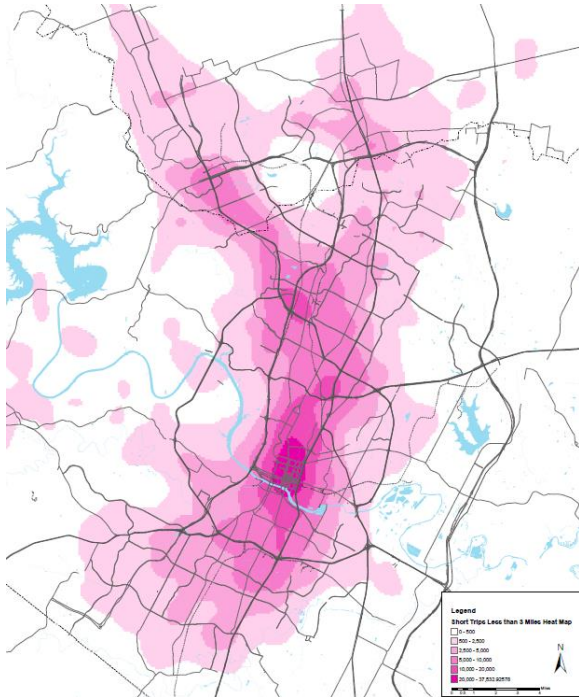 Legend
Short Trips Less than 3 Miles Heat Map
0 - 500
500 - 2,500
2,500 - 5,000
5,000 - 10,000
10,000 - 20,000
20,000 - 37,532.92578
N
Miles